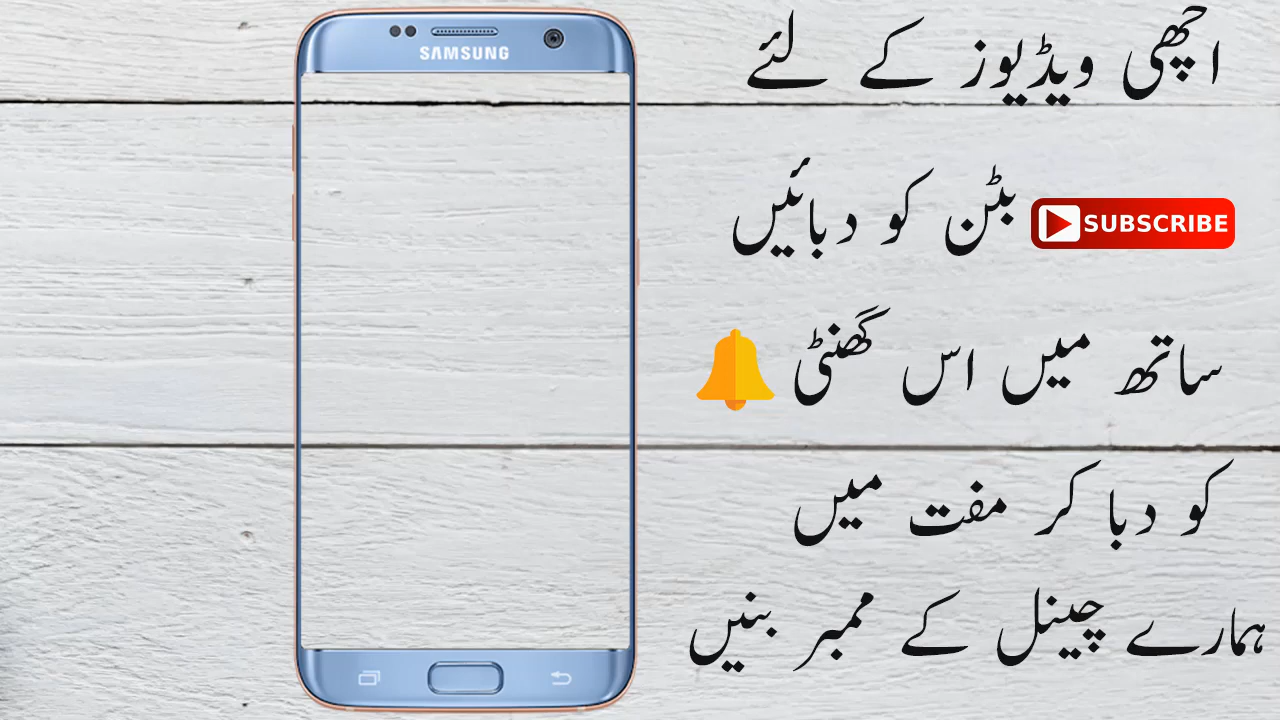 SAMSUNG
اچھی ویڈیوز کے لئے
SUBSCRIBE بٹن کو دبائیں
ساتھ میں اس گھنٹی
کو دبا کر مفت میں
ہمارے چینل کے ممبر بنیں